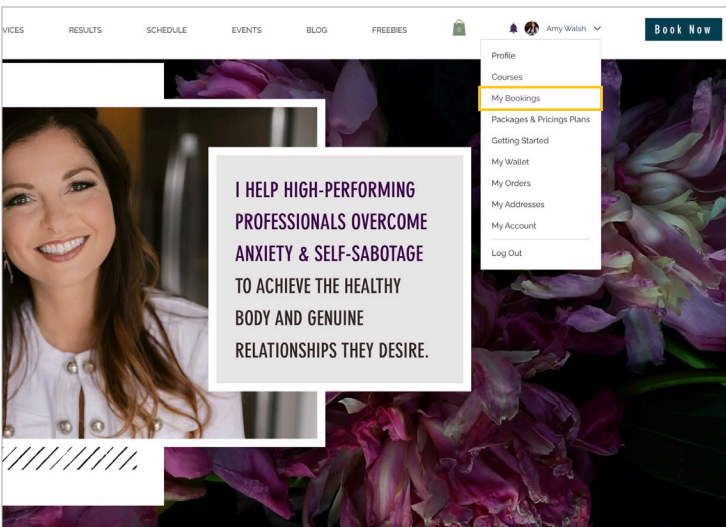 VICES RESULTS SCHEDULE EVENTS BLOG FREEBIES 0 Amy Walsh Book Now
Profile
Courses
My Bookings
Packages & Pricings Plans
Getting Started
My Wallet
My Orders
My Addresses
My Account
Log Out
I HELP HIGH-PERFORMING
PROFESSIONALS OVERCOME
ANXIETY & SELF-SABOTAGE
TO ACHIEVE THE HEALTHY
BODY AND GENUINE
RELATIONSHIPS THEY DESIRE.